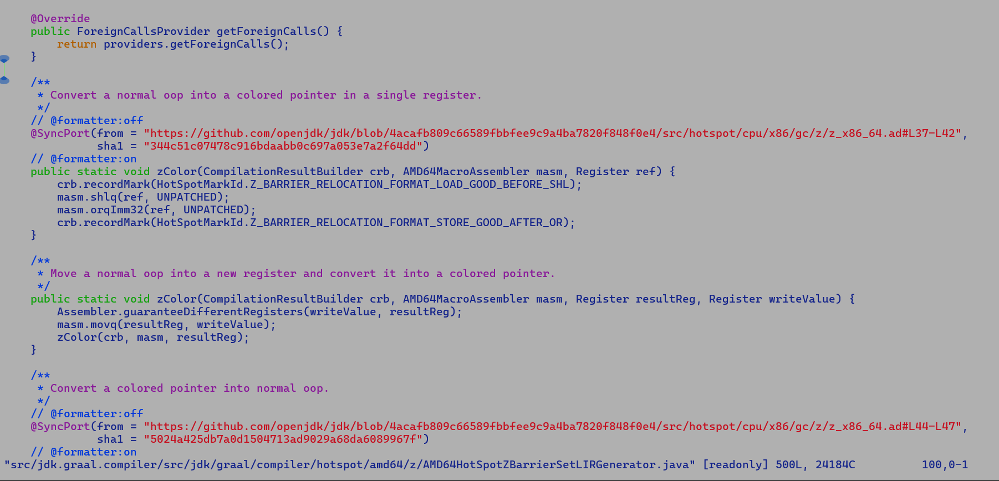 @Override
public ForeignCallsProvider getForeignCalls() {
return providers.getForeignCalls();
}
/**
* Convert a normal oop into a colored pointer in a single register.
*/
// @formatter:off
@SyncPort(from = "https://github.com/openjdk/jdk/blob/4acafb809c66589fbbfee9c9a4ba7820f848f0e4/src/hotspot/cpu/x86/gc/z/z_x86_64.ad#L37-L42",
sha1 = "344c51c07478c916bdaabb0c697a053e7a2f64dd")
// @formatter:on
public static void zColor(CompilationResultBuilder crb, AMD64MacroAssembler masm, Register ref) {
crb.recordMark(HotSpotMarkId.Z_BARRIER_RELOCATION_FORMAT_LOAD_GOOD_BEFORE_SHL);
masm.shlq(ref, UNPATCHED);
masm.orqImm32(ref, UNPATCHED);
crb.recordMark(HotSpotMarkId.Z_BARRIER_RELOCATION_FORMAT_STORE_GOOD_AFTER_OR);
}
/**
* Move a normal oop into a new register and convert it into a colored pointer.
*/
public static void zColor(CompilationResultBuilder crb, AMD64MacroAssembler masm, Register resultReg, Register writeValue) {
Assembler.guaranteeDifferentRegisters(writeValue, resultReg);
masm.movq(resultReg, writeValue);
zColor(crb, masm, resultReg);
}
/**
* Convert a colored pointer into normal oop.
*/
// @formatter:off
@SyncPort(from = "https://github.com/openjdk/jdk/blob/4acafb809c66589fbbfee9c9a4ba7820f848f0e4/src/hotspot/cpu/x86/gc/z/z_x86_64.ad#L44-L47",
sha1 = "5024a425db7a0d1504713ad9029a68da6089967f")
// @formatter:on
"src/jdk.graal.compiler/src/jdk/graal/compiler/hotspot/amd64/z/AMD64HotSpotZBarrierSetLIRGenerator.java" [readonly] 500L, 24184C 100,0-1